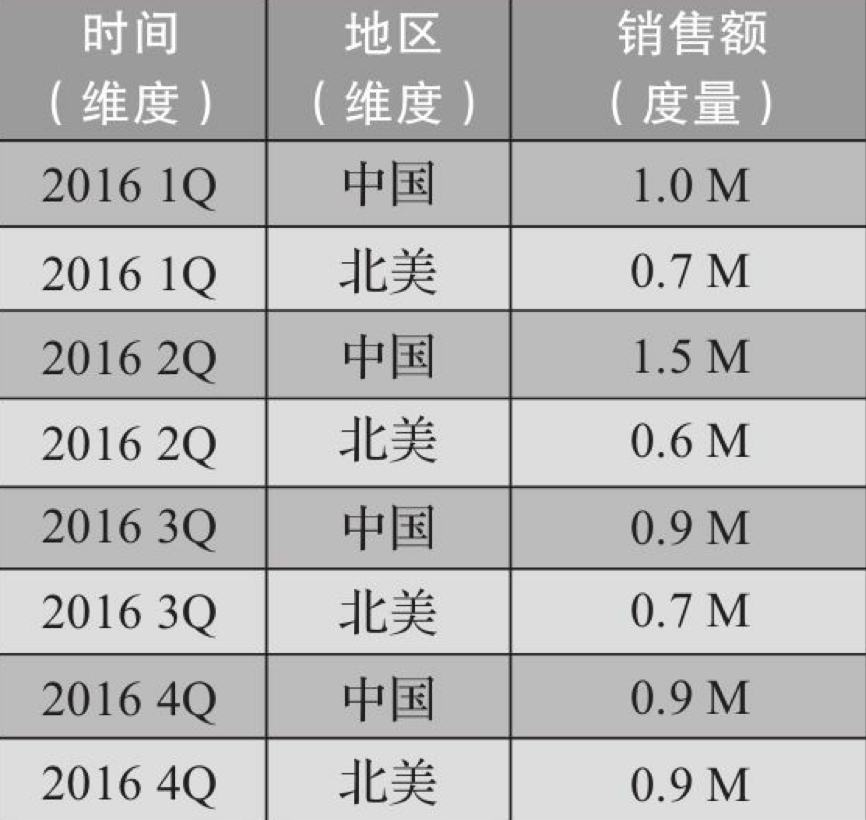 时间 地区 销售额
（维度） （维度） （度量）
2016 1Q 中国 1.0 M
2016 1Q 北美 0.7 M
2016 2Q 中国 1.5 M
2016 2Q 北美 0.6 M
2016 3Q 中国 0.9 M
2016 3Q 北美 0.7 M
2016 4Q 中国 0.9 M
2016 4Q 北美 0.9 M